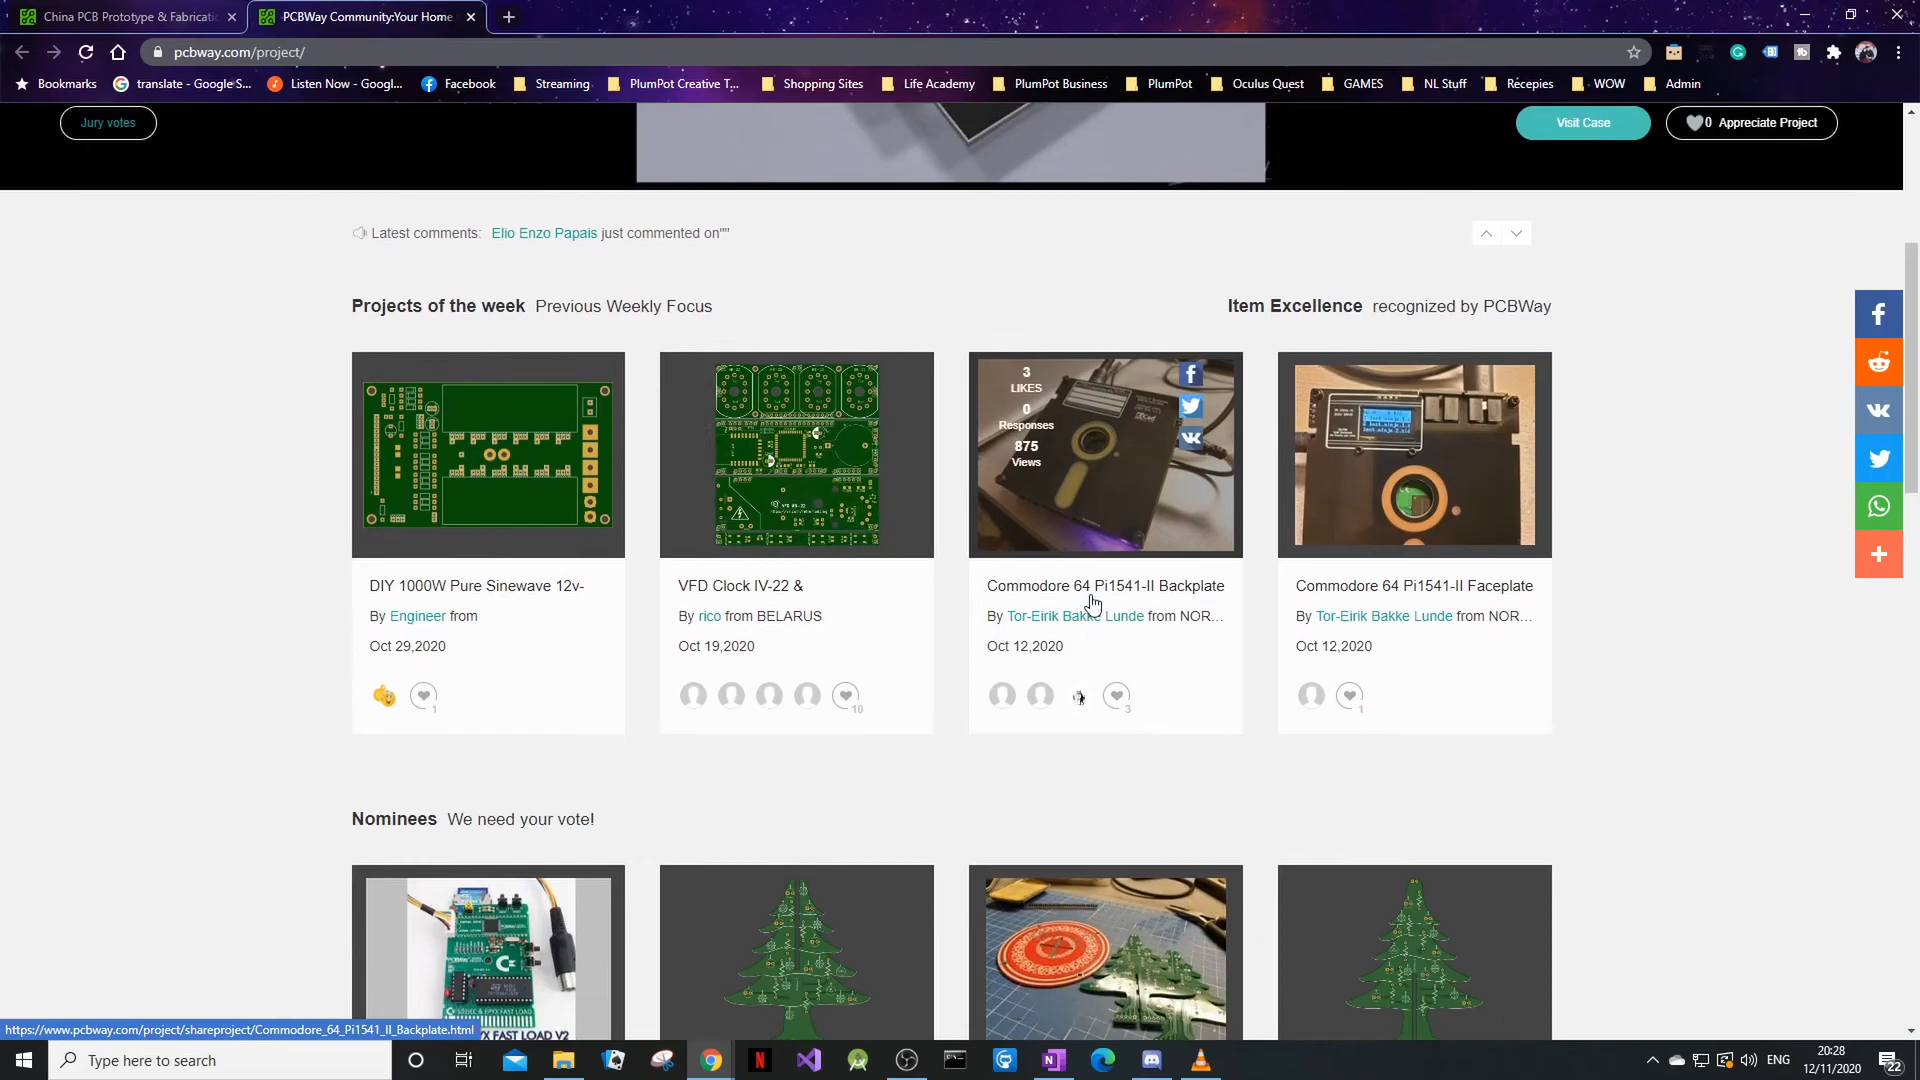 China PCB Prototype & Fabricati
PCBWay Community:Your Home
pcbway.com/project/
Bookmarks
translate - Google S...
Listen Now - Googl...
Facebook
Streaming
PlumPot Creative T...
Shopping Sites
Life Academy
PlumPot Business
PlumPot
Oculus Quest
GAMES
NL Stuff
Recepies
WOW
Admin
Jury votes
Visit Case
0 Appreciate Project
Latest comments: Elio Enzo Papais just commented on""
Projects of the week Previous Weekly Focus
Item Excellence recognized by PCBWay
3
LIKES
0
Responses
875
Views
DIY 1000W Pure Sinewave 12v-
By Engineer from
Oct 29,2020
1
VFD Clock IV-22 &
By rico from BELARUS
Oct 19,2020
10
Commodore 64 Pi1541-II Backplate
By Tor-Eirik Bakke Lunde from NOR...
Oct 12,2020
3
Commodore 64 Pi1541-II Faceplate
By Tor-Eirik Bakke Lunde from NOR...
Oct 12,2020
1
Nominees We need your vote!
FAST LOAD V2
https://www.pcbway.com/project/shareproject/Commodore_64_Pi1541_II_Backplate.html
Type here to search
ENG
20:28
12/11/2020
22